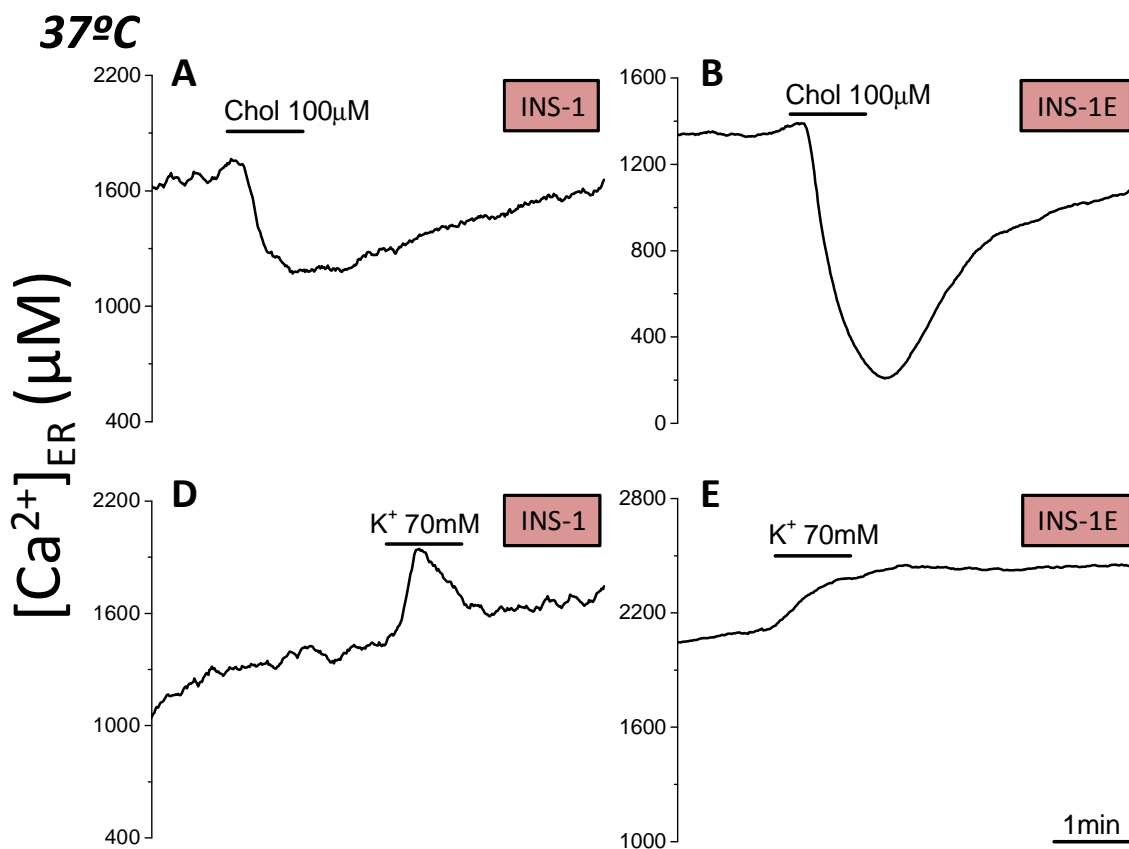 37ºC
[Ca²⁺]ER (μM)
A
Chol 100μM
INS-1
2200
1600
1000
400
B
Chol 100μM
INS-1E
1600
1200
800
400
0
D
K⁺ 70mM
INS-1
2200
1600
1000
400
E
K⁺ 70mM
INS-1E
2800
2200
1600
1000
1min